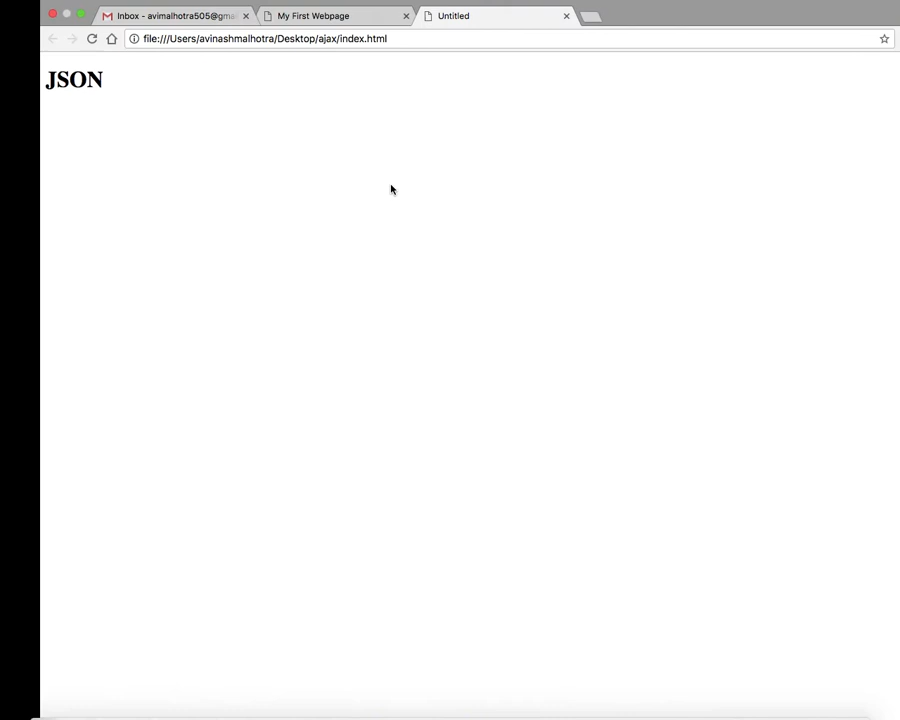 Inbox - avimalhotra505@gma
My First Webpage
Untitled
file:///Users/avinashmalhotra/Desktop/ajax/index.html
JSON